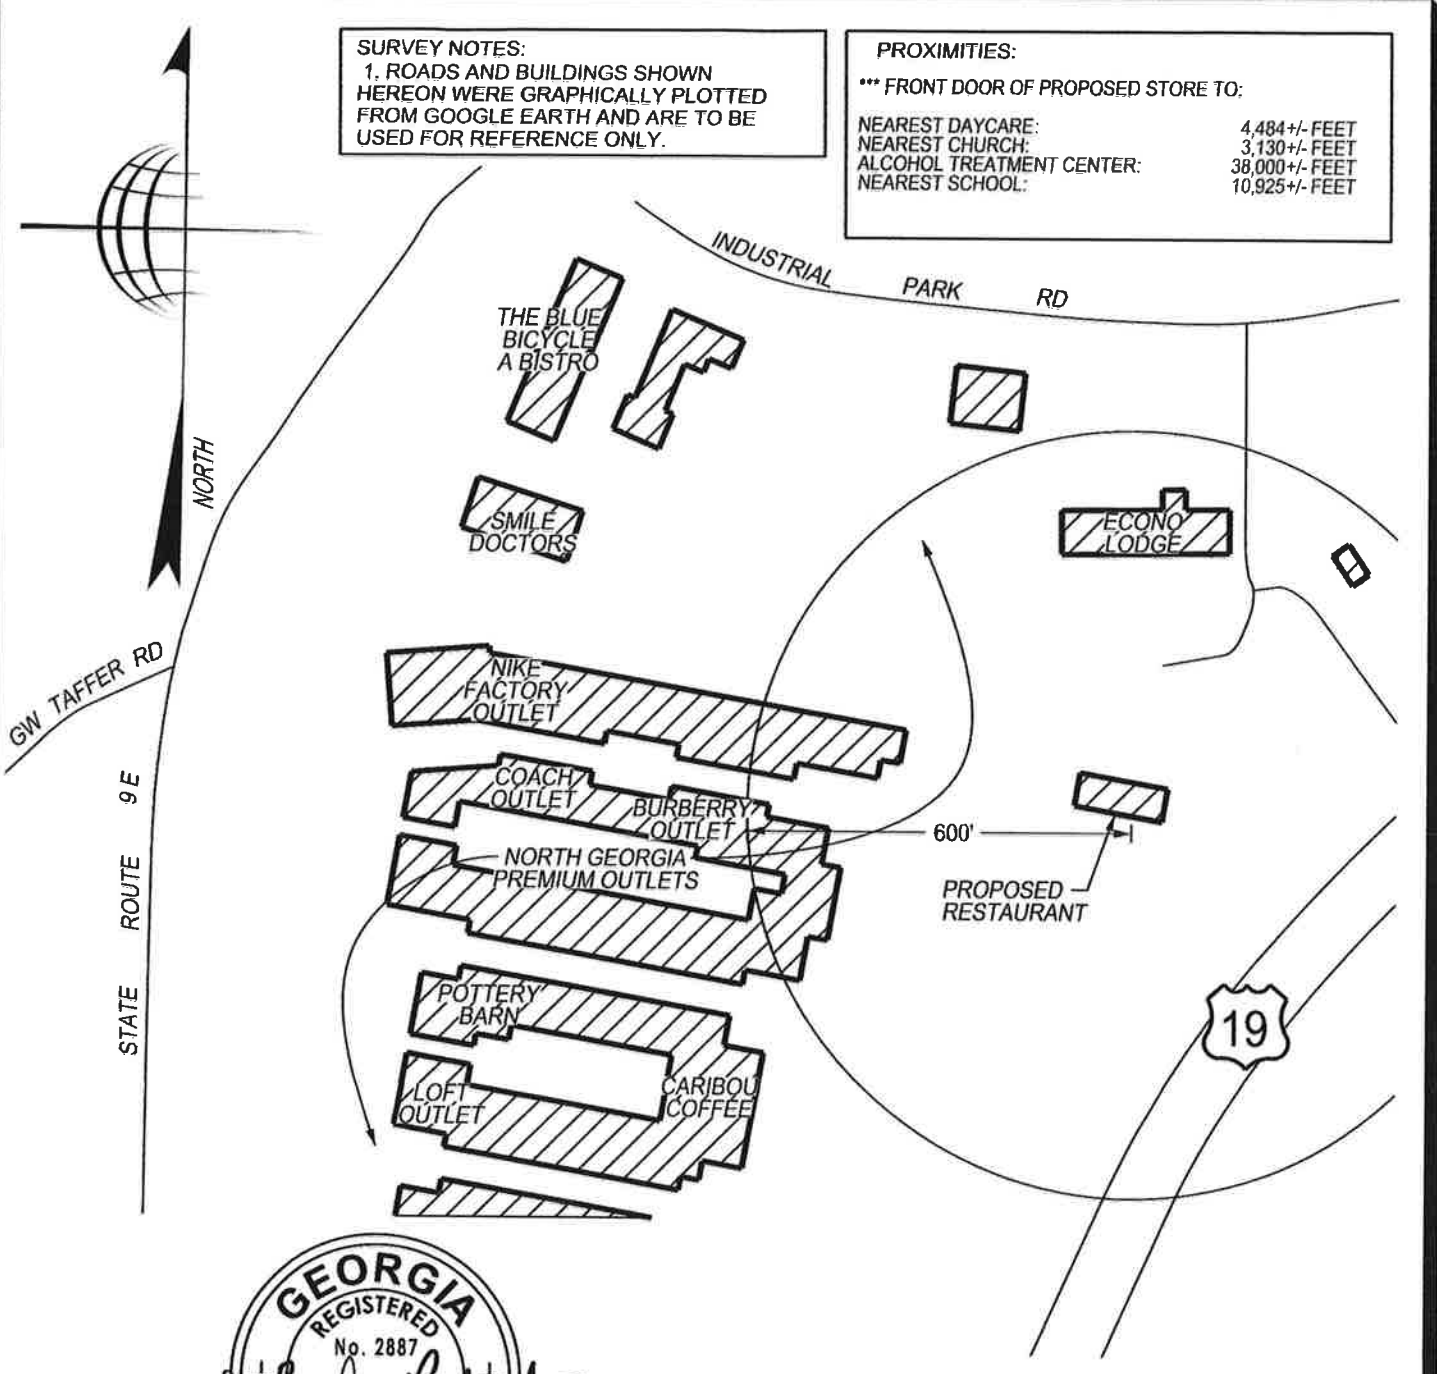 SURVEY NOTES:
1. ROADS AND BUILDINGS SHOWN
HEREON WERE GRAPHICALLY PLOTTED
FROM GOOGLE EARTH AND ARE TO BE
USED FOR REFERENCE ONLY.
PROXIMITIES:
*** FRONT DOOR OF PROPOSED STORE TO:
NEAREST DAYCARE: 4,484+/- FEET
NEAREST CHURCH: 3,130+/- FEET
ALCOHOL TREATMENT CENTER: 38,000+/- FEET
NEAREST SCHOOL: 10,925+/- FEET
INDUSTRIAL PARK RD
THE BLUE
BICYCLE
A BISTRO
NORTH
SMILE
DOCTORS
ECONO
LODGE
GW TAFFER RD
NIKE
FACTORY
OUTLET
STATE ROUTE 9E
COACH
OUTLET
BURBERRY
OUTLET
600'
NORTH GEORGIA
PREMIUM OUTLETS
PROPOSED
RESTAURANT
POTTERY
BARN
19
LOFT
OUTLET
CARIBOU
COFFEE
GEORGIA
REGISTERED
No. 2887